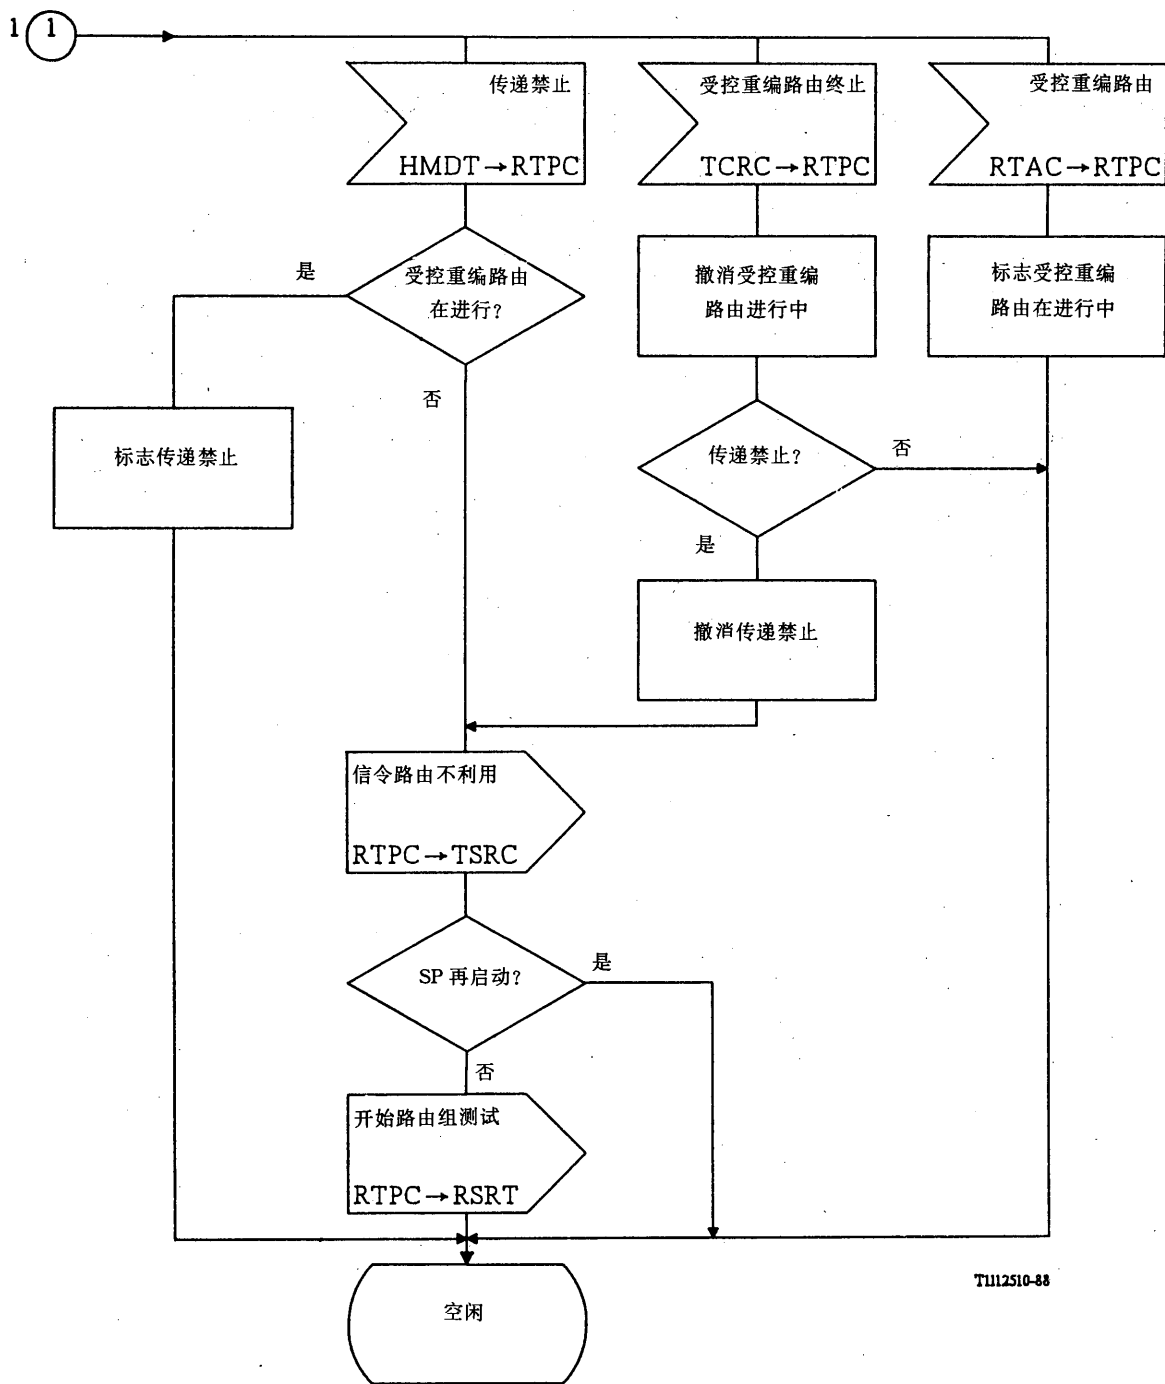 1
1
传递禁止
HMDT→RTPC
受控重编路由终止
TCRC→RTPC
受控重编路由
RTAC→RTPC
是
受控重编路由
在进行?
否
撤消受控重编
路由进行中
标志受控重编
路由在进行中
标志传递禁止
传递禁止?
否
是
撤消传递禁止
信令路由不利用
RTPC→TSRC
SP 再启动?
是
否
开始路由组测试
RTPC→RSRT
空闲
T1112510-88